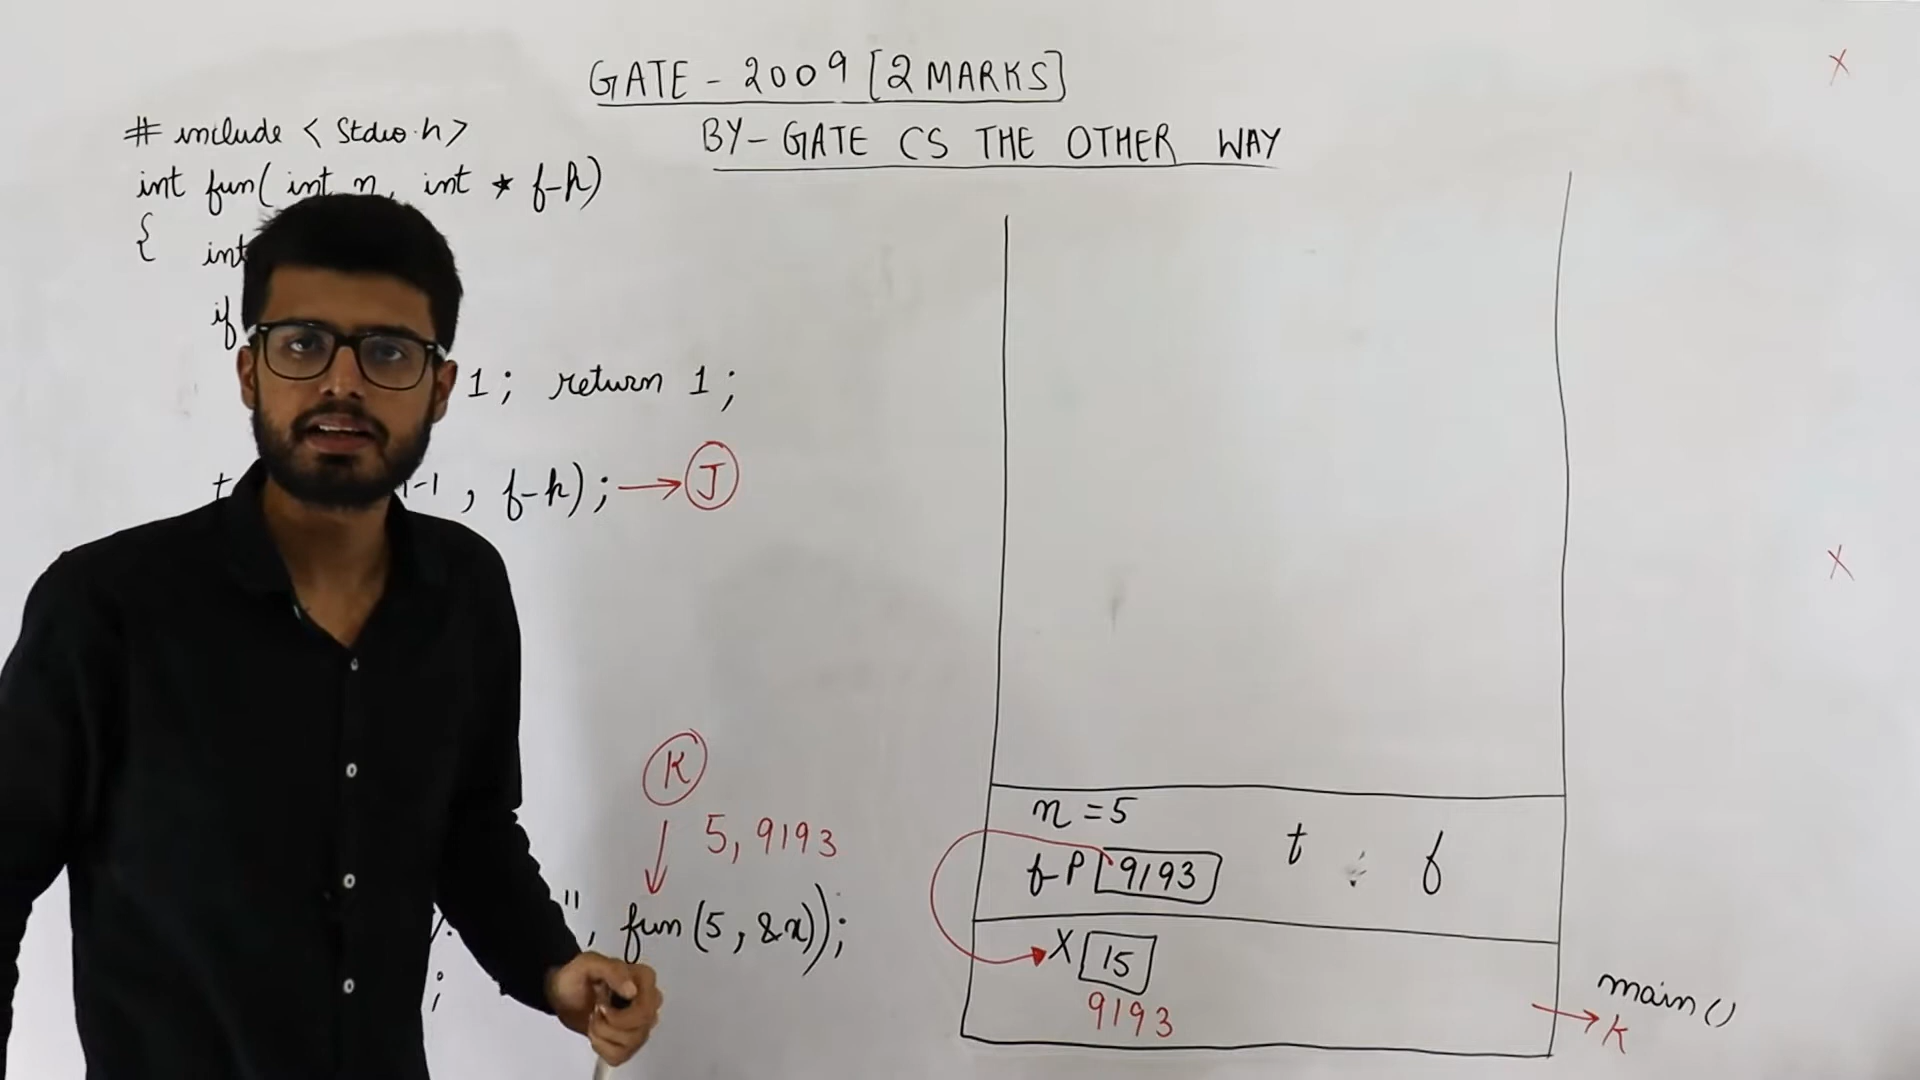 GATE - 2009 [2 MARKS]
BY - GATE CS THE OTHER WAY
# include < Stdio.h>
int fun( int n, int * f-p)
{ int
if
1; return 1;
t -1 , f-p); → J
K
5, 9193
", fun (5, &x));
;
n = 5
f-P 9193 t f
X 15
9193
main()
K
X
X